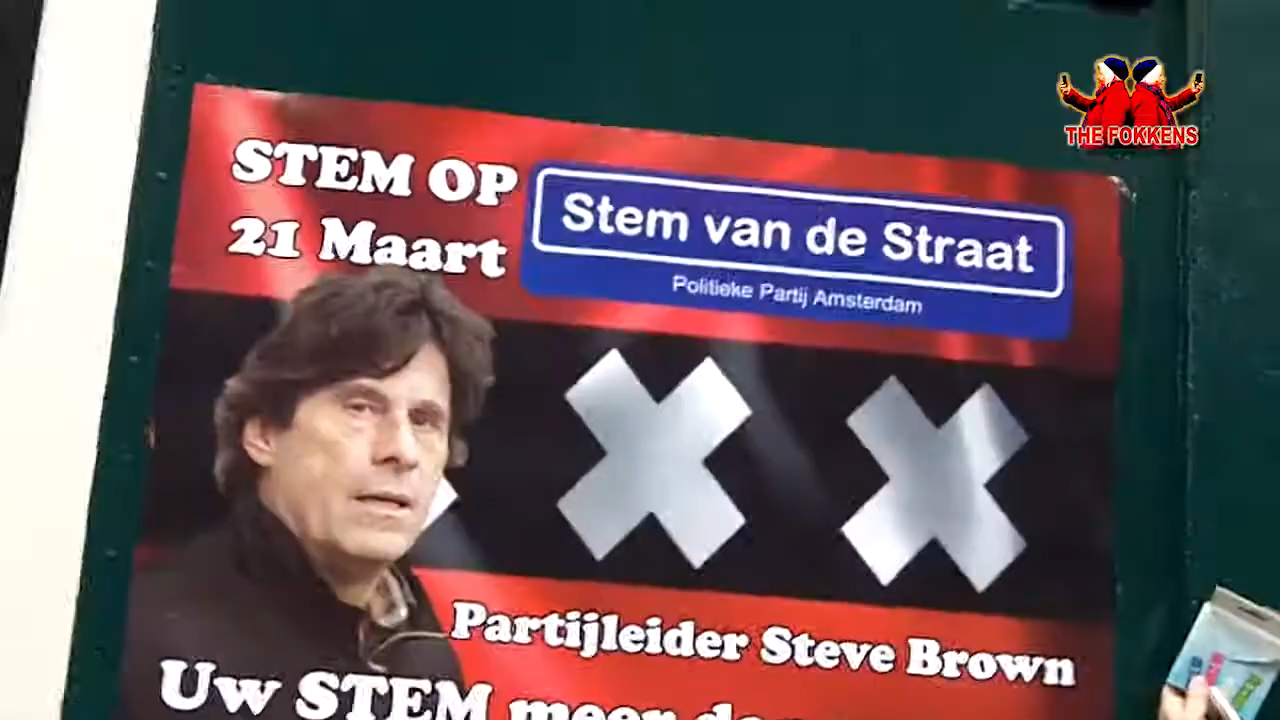 THE FOKKENS
STEM OP
21 Maart
Stem van de Straat
Politieke Partij Amsterdam
Partijleider Steve Brown
Uw STEM meer